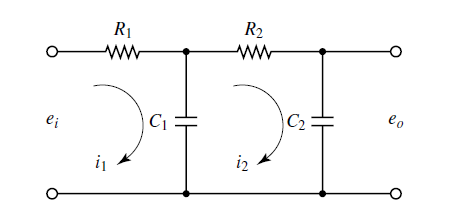 R₁ R₂
eᵢ C₁ C₂ eₒ
i₁ i₂